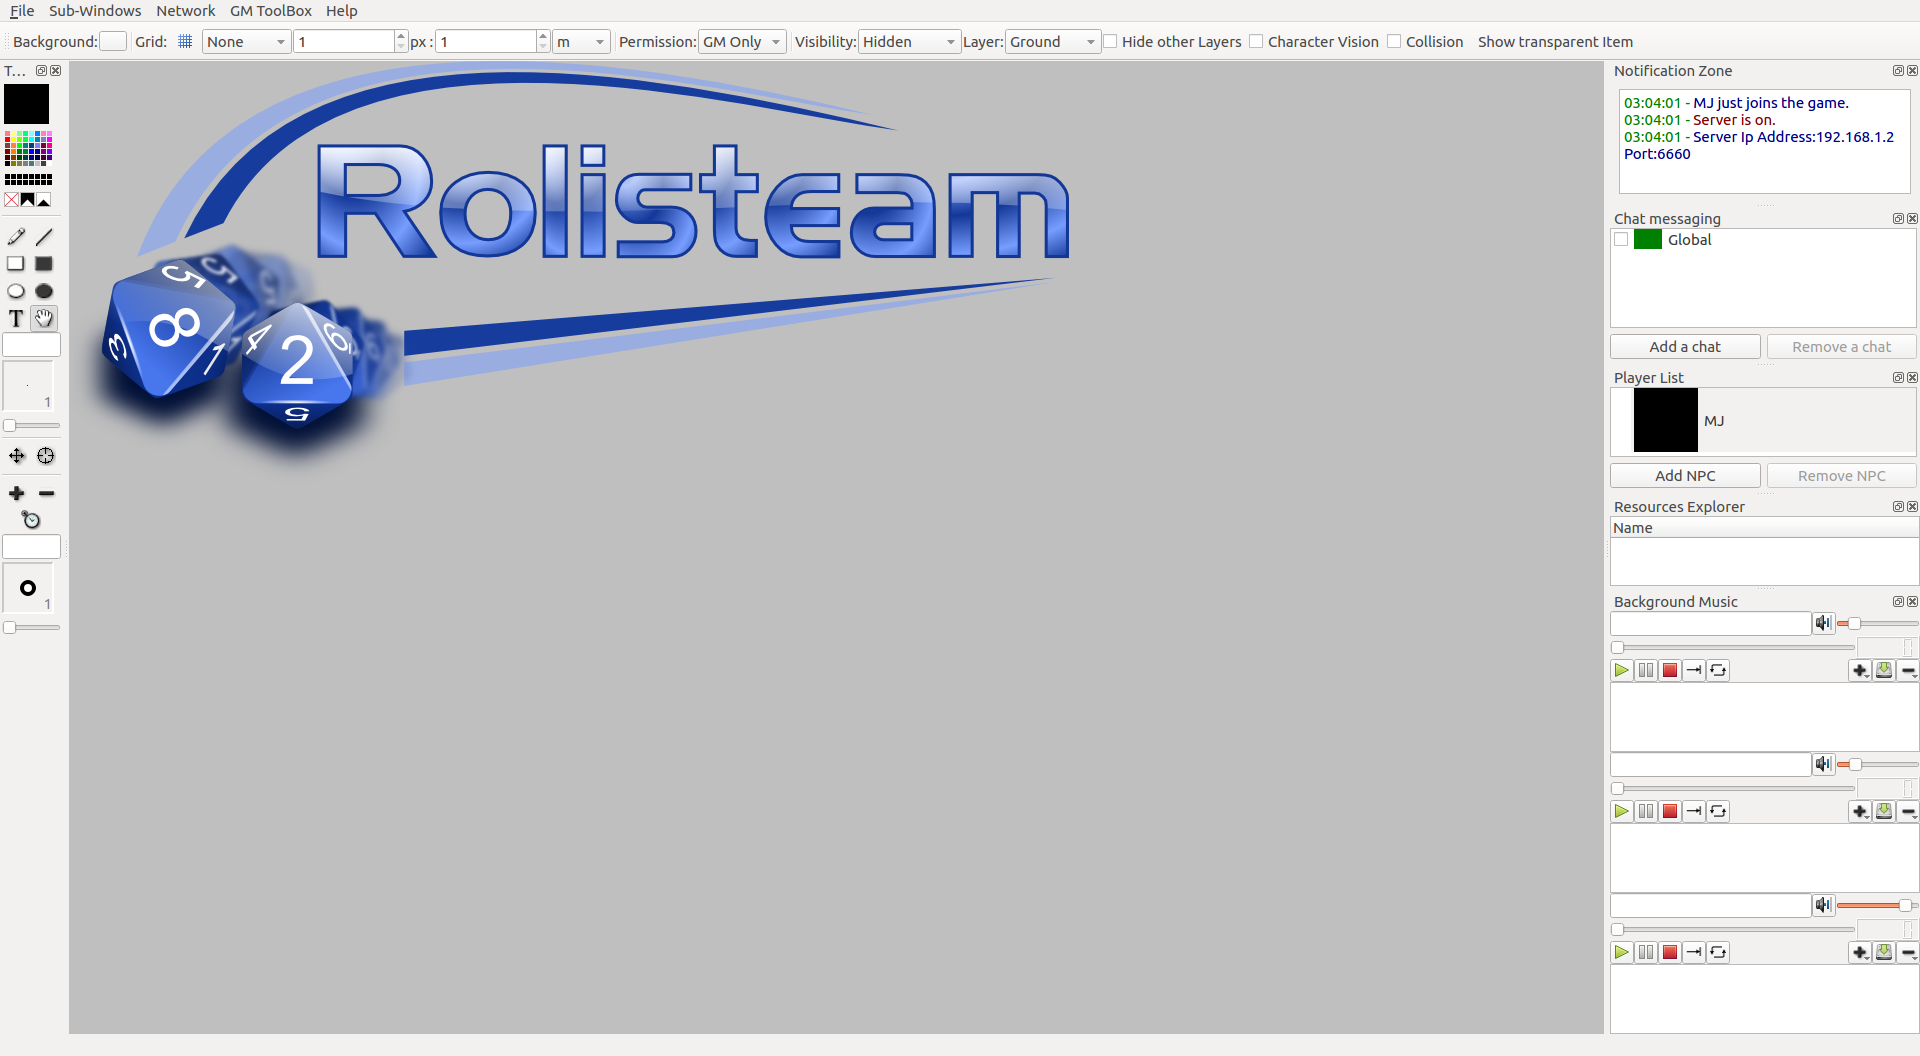 File Sub-Windows Network GM ToolBox Help
Background: Grid: None 1 px : 1 m Permission: GM Only Visibility: Hidden Layer: Ground Hide other Layers Character Vision Collision Show transparent Item
T...
T
1
1
Rolisteam
5 5 5
8 3 1
4 2 6 5
Notification Zone
03:04:01 - MJ just joins the game.
03:04:01 - Server is on.
03:04:01 - Server Ip Address:192.168.1.2
Port:6660
Chat messaging
Global
Add a chat Remove a chat
Player List
MJ
Add NPC Remove NPC
Resources Explorer
Name
Background Music